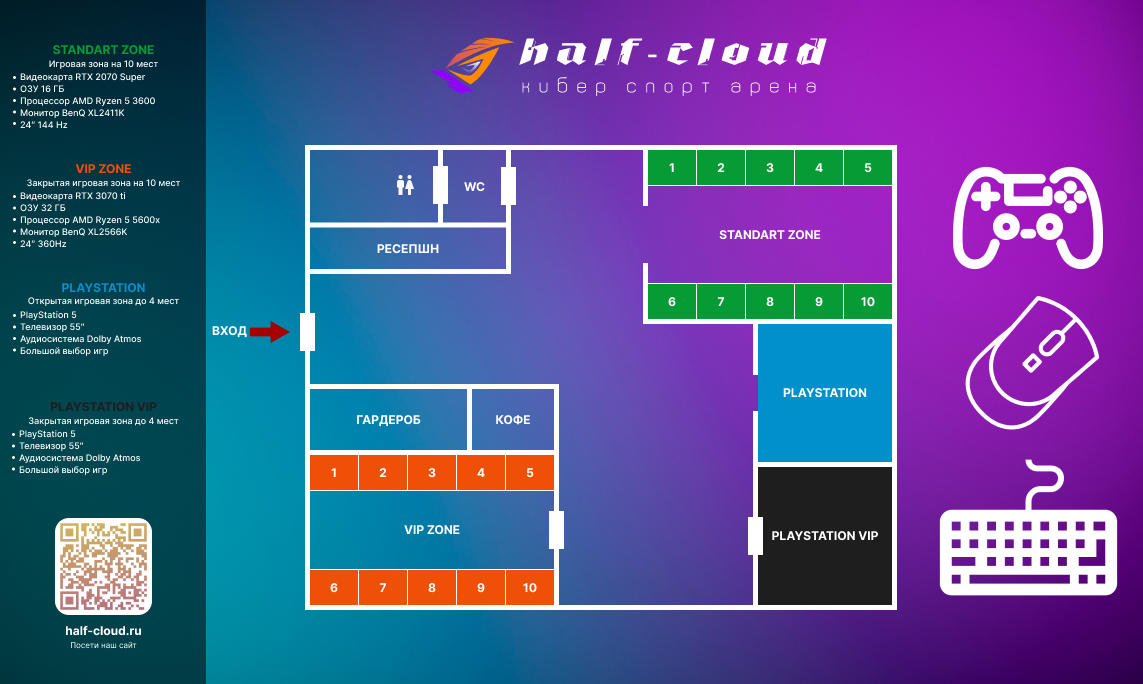 half-cloud
кибер спорт арена
STANDART ZONE
Игровая зона на 10 мест
• Видеокарта RTX 2070 Super
• ОЗУ 16 ГБ
• Процессор AMD Ryzen 5 3600
• Монитор BenQ XL2411K
• 24" 144 Hz
VIP ZONE
Закрытая игровая зона на 10 мест
• Видеокарта RTX 3070 ti
• ОЗУ 32 ГБ
• Процессор AMD Ryzen 5 5600x
• Монитор BenQ XL2566K
• 24" 360Hz
PLAYSTATION
Открытая игровая зона до 4 мест
• PlayStation 5
• Телевизор 55"
• Аудиосистема Dolby Atmos
• Большой выбор игр
PLAYSTATION VIP
Закрытая игровая зона до 4 мест
• PlayStation 5
• Телевизор 55"
• Аудиосистема Dolby Atmos
• Большой выбор игр
half-cloud.ru
Посети наш сайт
WC
РЕСЕПШН
ВХОД
ГАРДЕРОБ
КОФЕ
1 2 3 4 5
VIP ZONE
6 7 8 9 10
1 2 3 4 5
STANDART ZONE
6 7 8 9 10
PLAYSTATION
PLAYSTATION VIP